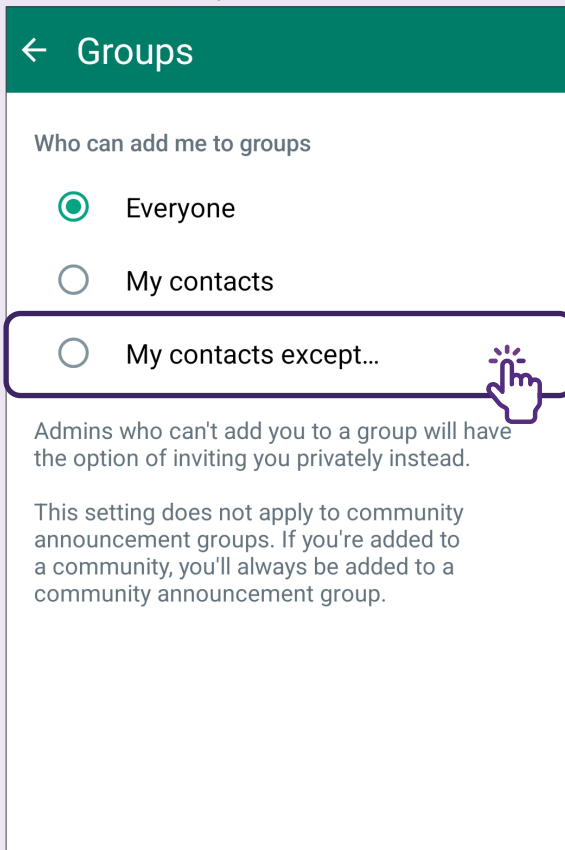 Groups
Who can add me to groups
Everyone
My contacts
My contacts except...
Admins who can't add you to a group will have
the option of inviting you privately instead.
This setting does not apply to community
announcement groups. If you're added to
a community, you'll always be added to a
community announcement group.